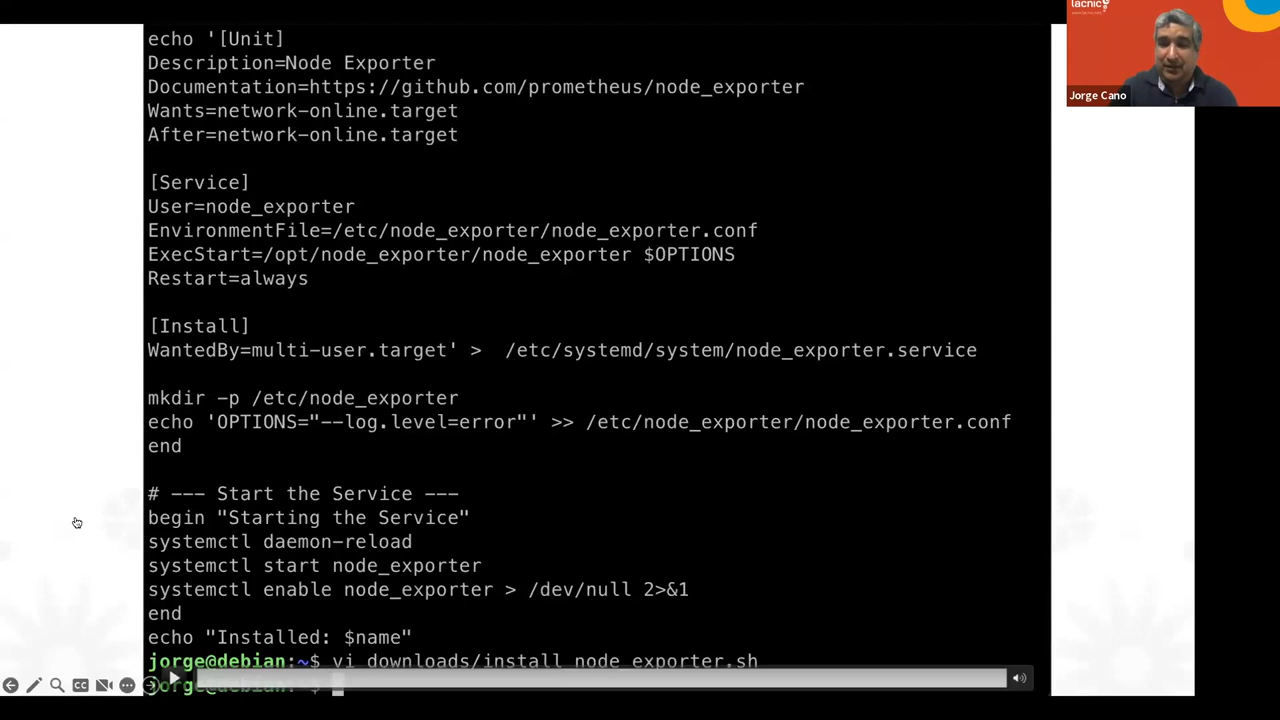 echo '[Unit]
Description=Node Exporter
Documentation=https://github.com/prometheus/node_exporter
Wants=network-online.target
After=network-online.target
[Service]
User=node_exporter
EnvironmentFile=/etc/node_exporter/node_exporter.conf
ExecStart=/opt/node_exporter/node_exporter $OPTIONS
Restart=always
[Install]
WantedBy=multi-user.target' >  /etc/systemd/system/node_exporter.service
mkdir -p /etc/node_exporter
echo 'OPTIONS="--log.level=error"' >> /etc/node_exporter/node_exporter.conf
end
# --- Start the Service ---
begin "Starting the Service"
systemctl daemon-reload
systemctl start node_exporter
systemctl enable node_exporter > /dev/null 2>&1
end
echo "Installed: $name"
jorge@debian:~$ vi downloads/install_node_exporter.sh
jorge@debian:~$
CC
lacnic
Jorge Cano